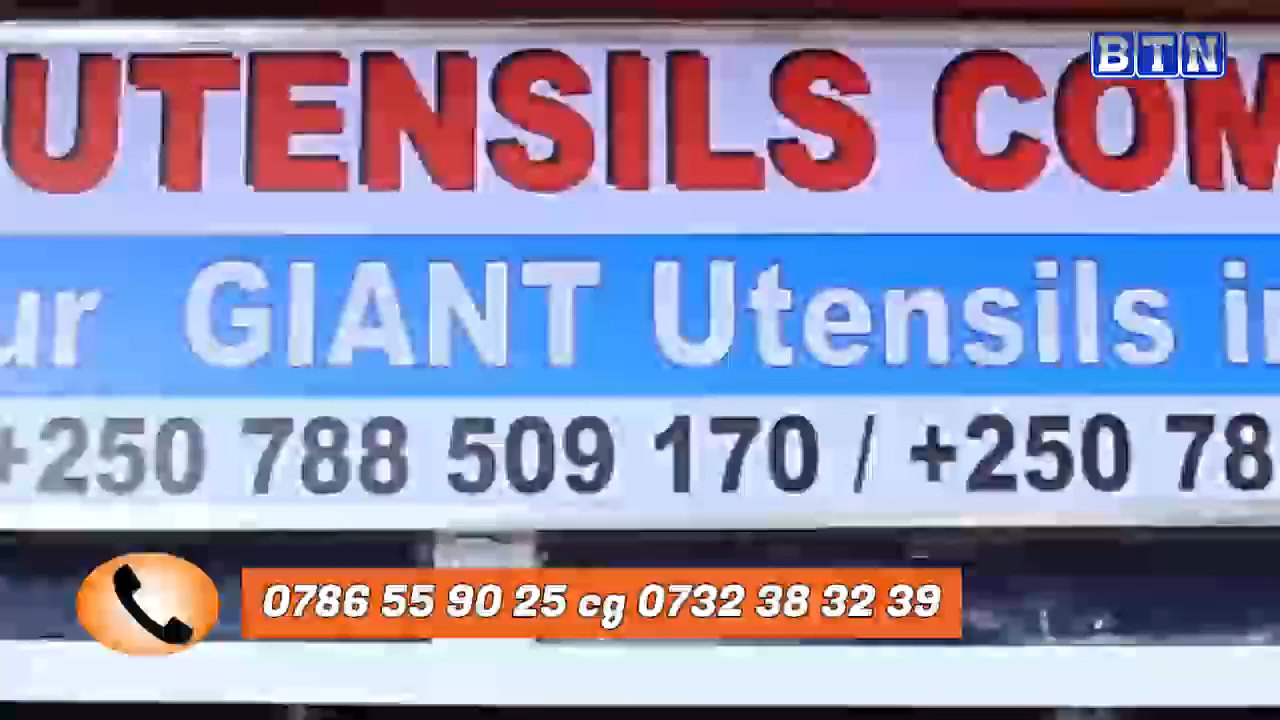 BTN
UTENSILS COM
ur GIANT Utensils in
+250 788 509 170 / +250 78
0786 55 90 25 cg 0732 38 32 39